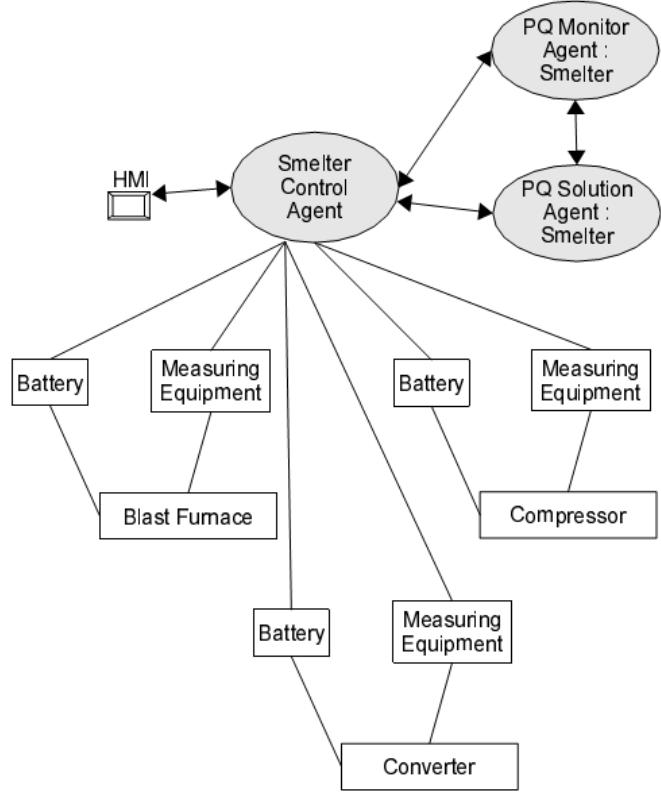 PQ Monitor
Agent :
Smelter
Smelter
Control
Agent
HMI
PQ Solution
Agent :
Smelter
Battery
Measuring
Equipment
Battery
Measuring
Equipment
Blast Furnace
Compressor
Battery
Measuring
Equipment
Converter